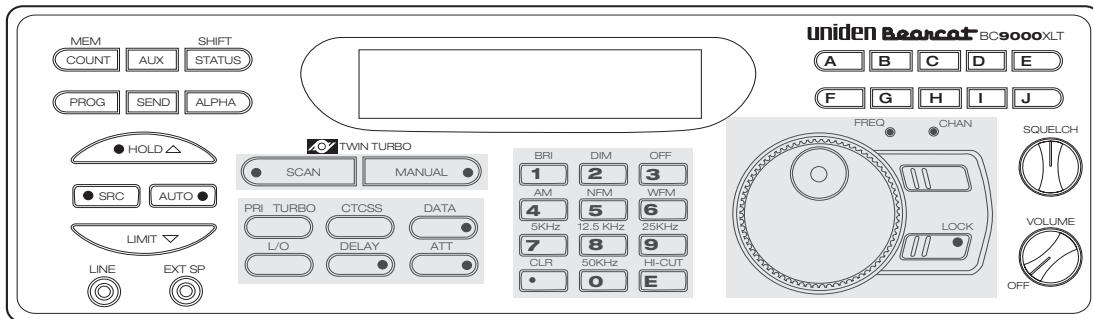 MEM SHIFT
COUNT AUX STATUS
PROG SEND ALPHA
HOLD
SRC AUTO
LIMIT
LINE EXT SP
TWIN TURBO
SCAN MANUAL
PRI TURBO CTCSS DATA
L/O DELAY ATT
BRI DIM OFF
1 2 3
AM NFM WFM
4 5 6
5KHz 12.5 KHz 25KHz
7 8 9
CLR 50KHz HI-CUT
• 0 E
uniden Bearcat BC9000XLT
A B C D E
F G H I J
FREQ CHAN
LOCK
SQUELCH
VOLUME
OFF